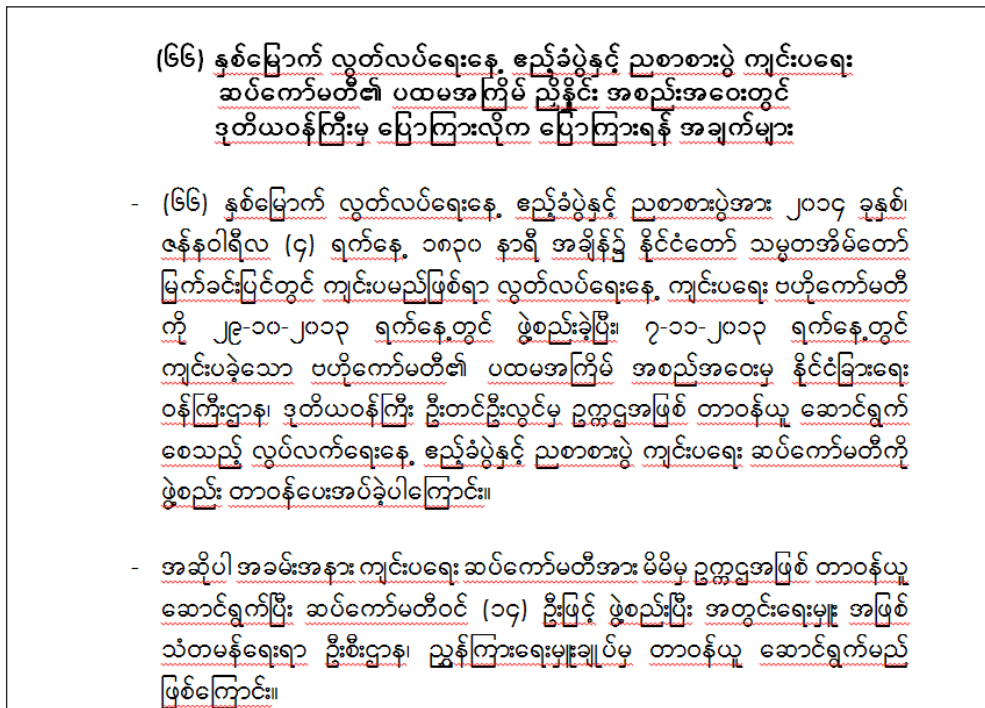 (၆၆) နှစ်မြောက် လွတ်လပ်ရေးနေ့ ဧည့်ခံပွဲနှင့် ညစာစားပွဲ ကျင်းပရေး
ဆပ်ကော်မတီ၏ ပထမအကြိမ် ညှိနှိုင်း အစည်းအဝေးတွင်
ဒုတိယဝန်ကြီးမှ ပြောကြားလိုက ပြောကြားရန် အချက်များ
- (၆၆) နှစ်မြောက် လွတ်လပ်ရေးနေ့ ဧည့်ခံပွဲနှင့် ညစာစားပွဲအား ၂၀၁၄ ခုနှစ်၊
ဇန်နဝါရီလ (၄) ရက်နေ့ ၁၈၃၀ နာရီ အချိန်၌ နိုင်ငံတော် သမ္မတအိမ်တော်
မြက်ခင်းပြင်တွင် ကျင်းပမည်ဖြစ်ရာ လွတ်လပ်ရေးနေ့ ကျင်းပရေး ဗဟိုကော်မတီ
ကို ၂၉-၁၀-၂၀၁၃ ရက်နေ့တွင် ဖွဲ့စည်းခဲ့ပြီး၊ ၇-၁၁-၂၀၁၃ ရက်နေ့တွင်
ကျင်းပခဲ့သော ဗဟိုကော်မတီ၏ ပထမအကြိမ် အစည်အဝေးမှ နိုင်ငံခြားရေး
ဝန်ကြီးဌာန၊ ဒုတိယဝန်ကြီး ဦးတင်ဦးလွင်မှ ဥက္ကဌအဖြစ် တာဝန်ယူ ဆောင်ရွက်
စေသည့် လွပ်လက်ရေးနေ့ ဧည့်ခံပွဲနှင့် ညစာစားပွဲ ကျင်းပရေး ဆပ်ကော်မတီကို
ဖွဲ့စည်း တာဝန်ပေးအပ်ခဲ့ပါကြောင်း။
- အဆိုပါ အခမ်းအနား ကျင်းပရေး ဆပ်ကော်မတီအား မိမိမှ ဥက္ကဌအဖြစ် တာဝန်ယူ
ဆောင်ရွက်ပြီး ဆပ်ကော်မတီဝင် (၁၄) ဦးဖြင့် ဖွဲ့စည်းပြီး အတွင်းရေးမှူး အဖြစ်
သံတမန်ရေးရာ ဦးစီးဌာန၊ ညွှန်ကြားရေးမှူးချုပ်မှ တာဝန်ယူ ဆောင်ရွက်မည်
ဖြစ်ကြောင်း။